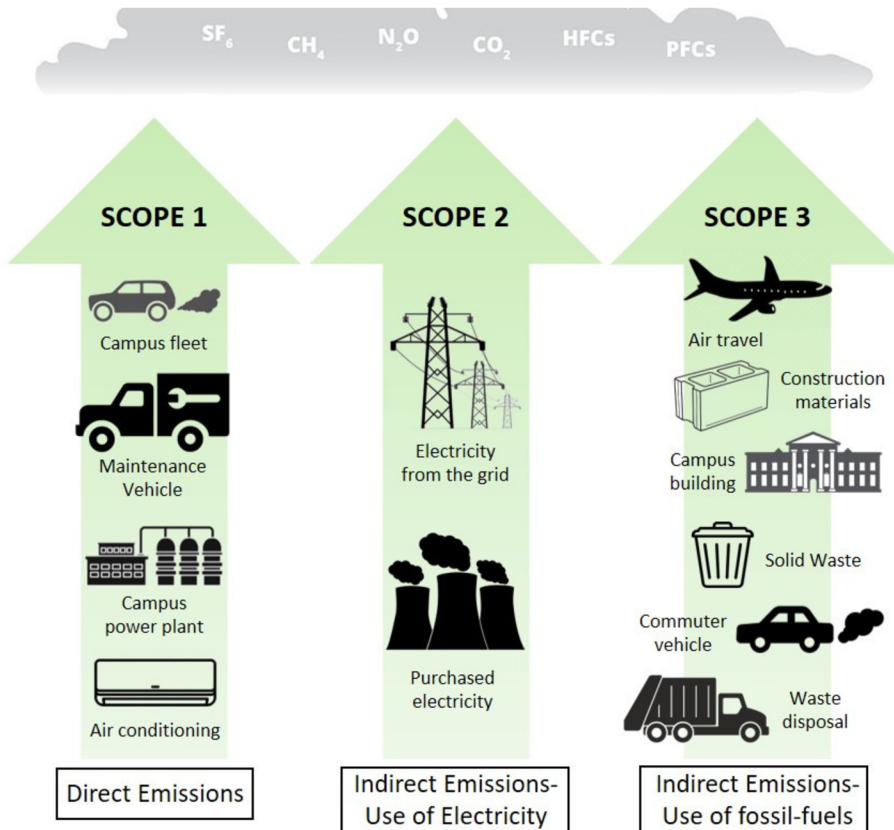 SF₆
CH₄
N₂O
CO₂
HFCs
PFCs
SCOPE 1
Campus fleet
Maintenance
Vehicle
Campus
power plant
Air conditioning
Direct Emissions
SCOPE 2
Electricity
from the grid
Purchased
electricity
Indirect Emissions-
Use of Electricity
SCOPE 3
Air travel
Construction
materials
Campus
building
Solid Waste
Commuter
vehicle
Waste
disposal
Indirect Emissions-
Use of fossil-fuels